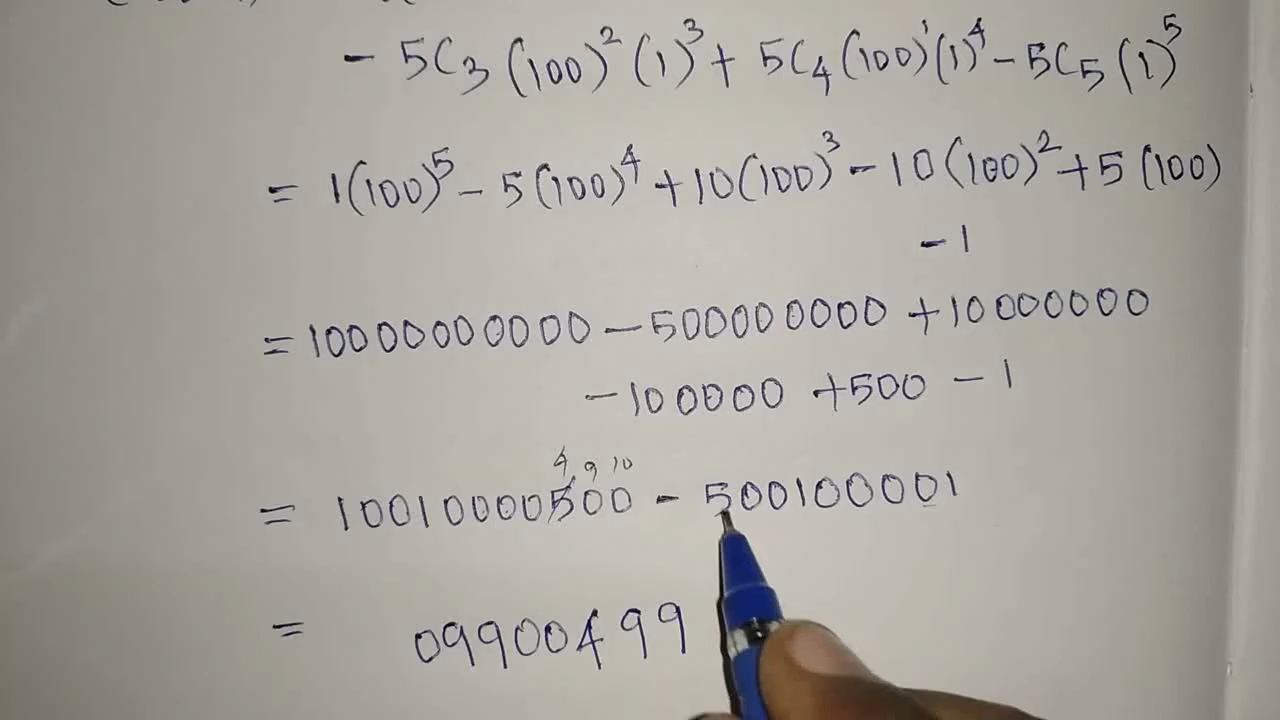 - 5C₃ (100)² (1)³ + 5C₄ (100)¹ (1)⁴ - 5C₅ (1)⁵
= 1(100)⁵ - 5(100)⁴ + 10(100)³ - 10(100)² + 5(100)
- 1
= 10000000000 - 500000000 + 10000000
- 100000 + 500 - 1
4 9 10
= 10010000500 - 500100001
= 09900499